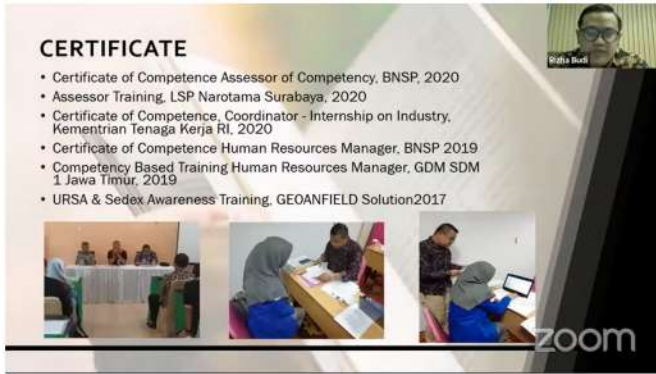 CERTIFICATE
• Certificate of Competence Assessor of Competency, BNSP, 2020
• Assessor Training, LSP Narotama Surabaya, 2020
• Certificate of Competence, Coordinator - Internship on Industry,
Kementrian Tenaga Kerja RI, 2020
• Certificate of Competence Human Resources Manager, BNSP 2019
• Competency Based Training Human Resources Manager, GDM SDM
1 Jawa Timur, 2019
• URSA & Sedex Awareness Training, GEOANFIELD Solution2017
Rizha Budi
zoom